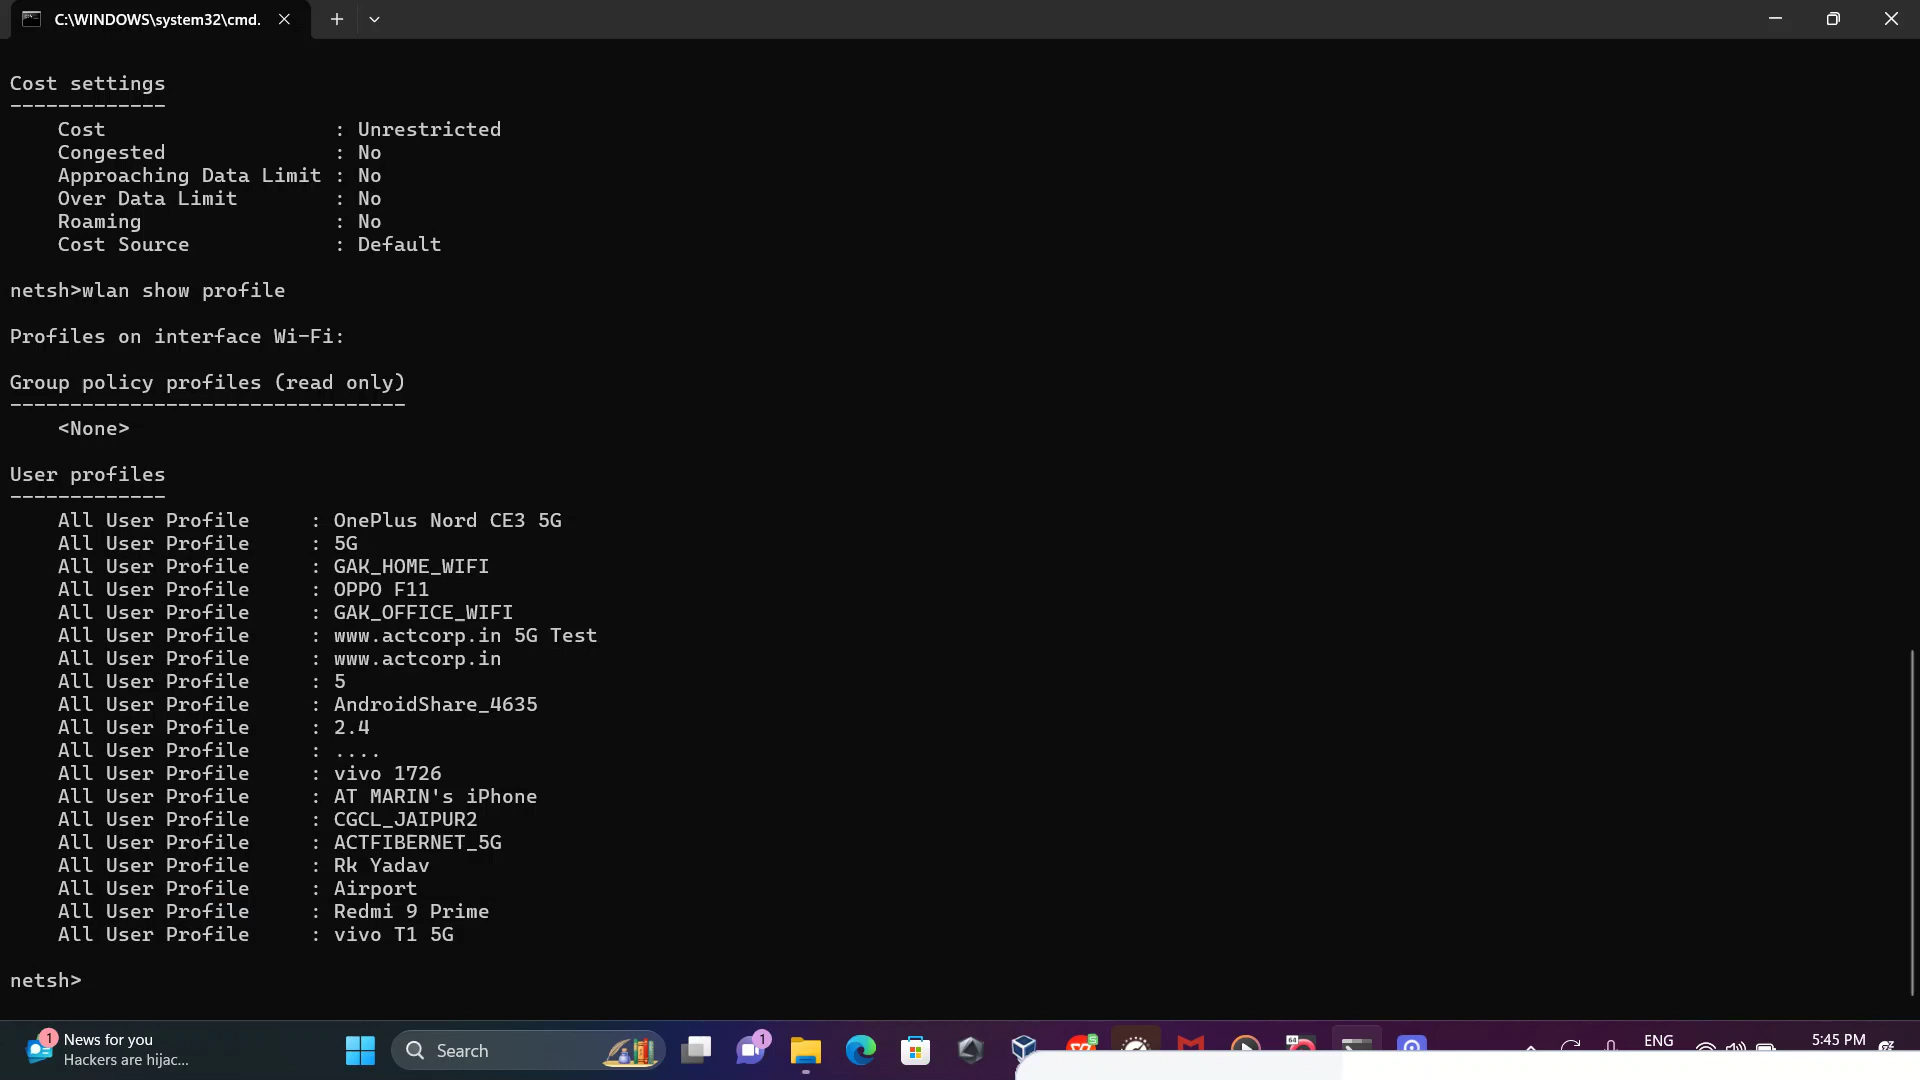 C:\WINDOWS\system32\cmd.
Cost settings
-------------
Cost : Unrestricted
Congested : No
Approaching Data Limit : No
Over Data Limit : No
Roaming : No
Cost Source : Default
netsh>wlan show profile
Profiles on interface Wi-Fi:
Group policy profiles (read only)
---------------------------------
<None>
User profiles
-------------
All User Profile : OnePlus Nord CE3 5G
All User Profile : 5G
All User Profile : GAK_HOME_WIFI
All User Profile : OPPO F11
All User Profile : GAK_OFFICE_WIFI
All User Profile : www.actcorp.in 5G Test
All User Profile : www.actcorp.in
All User Profile : 5
All User Profile : AndroidShare_4635
All User Profile : 2.4
All User Profile : ....
All User Profile : vivo 1726
All User Profile : AT MARIN's iPhone
All User Profile : CGCL_JAIPUR2
All User Profile : ACTFIBERNET_5G
All User Profile : Rk Yadav
All User Profile : Airport
All User Profile : Redmi 9 Prime
All User Profile : vivo T1 5G
netsh>
1
News for you
Hackers are hijac...
Search
1
S
64
ENG
5:45 PM